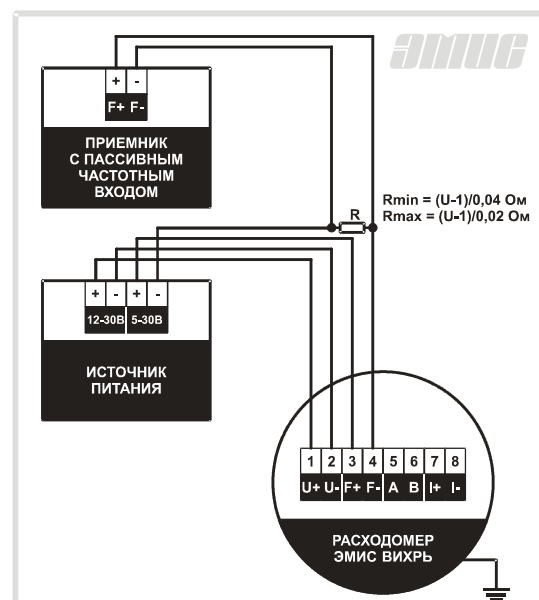 ЭМИС
+ -
F+ F-
ПРИЕМНИК
С ПАССИВНЫМ
ЧАСТОТНЫМ
ВХОДОМ
R
Rmin = (U-1)/0,04 Ом
Rmax = (U-1)/0,02 Ом
+ - + -
12-30В 5-30В
ИСТОЧНИК
ПИТАНИЯ
1 2 3 4 5 6 7 8
U+ U- F+ F- A B I+ I-
РАСХОДОМЕР
ЭМИС ВИХРЬ